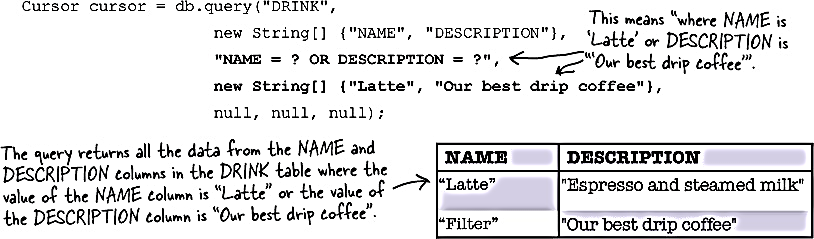 Cursor cursor = db.query("DRINK",
new String[] {"NAME", "DESCRIPTION"},
"NAME = ? OR DESCRIPTION = ?",
new String[] {"Latte", "Our best drip coffee"},
null, null, null);
This means “where NAME is
‘Latte’ or DESCRIPTION is
“‘Our best drip coffee’”.
The query returns all the data from the NAME and
DESCRIPTION columns in the DRINK table where the
value of the NAME column is “Latte” or the value of
the DESCRIPTION column is “Our best drip coffee”.
NAME DESCRIPTION
“Latte” "Espresso and steamed milk"
“Filter” "Our best drip coffee"